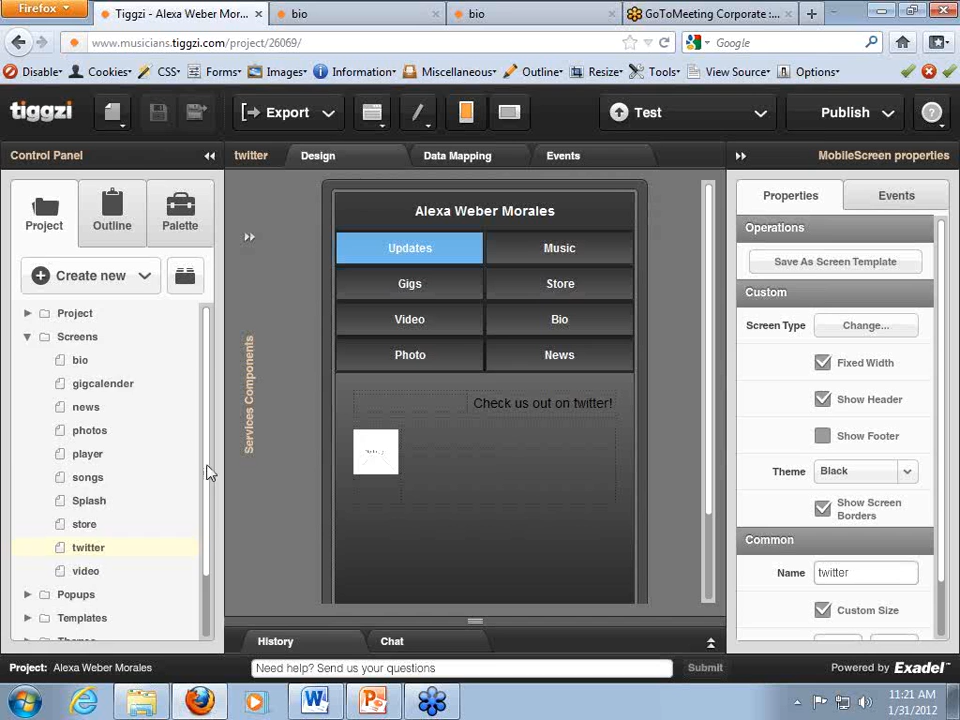 Firefox
Tiggzi - Alexa Weber Mor...
bio
bio
GoToMeeting Corporate :...
www.musicians.tiggzi.com/project/26069/
Google
Disable
Cookies
CSS
Forms
Images
Information
Miscellaneous
Outline
Resize
Tools
View Source
Options
tiggzi
Export
Test
Publish
?
Control Panel
twitter
Design
Data Mapping
Events
MobileScreen properties
Project
Outline
Palette
Create new
Project
Screens
bio
gigcalender
news
photos
player
songs
Splash
store
twitter
video
Popups
Templates
Services Components
Alexa Weber Morales
Updates
Music
Gigs
Store
Video
Bio
Photo
News
Check us out on twitter!
Properties
Events
Operations
Save As Screen Template
Custom
Screen Type
Change...
Fixed Width
Show Header
Show Footer
Theme
Black
Show Screen
Borders
Common
Name
twitter
Custom Size
History
Chat
Project: Alexa Weber Morales
Need help? Send us your questions
Submit
Powered by Exadel
11:21 AM
1/31/2012